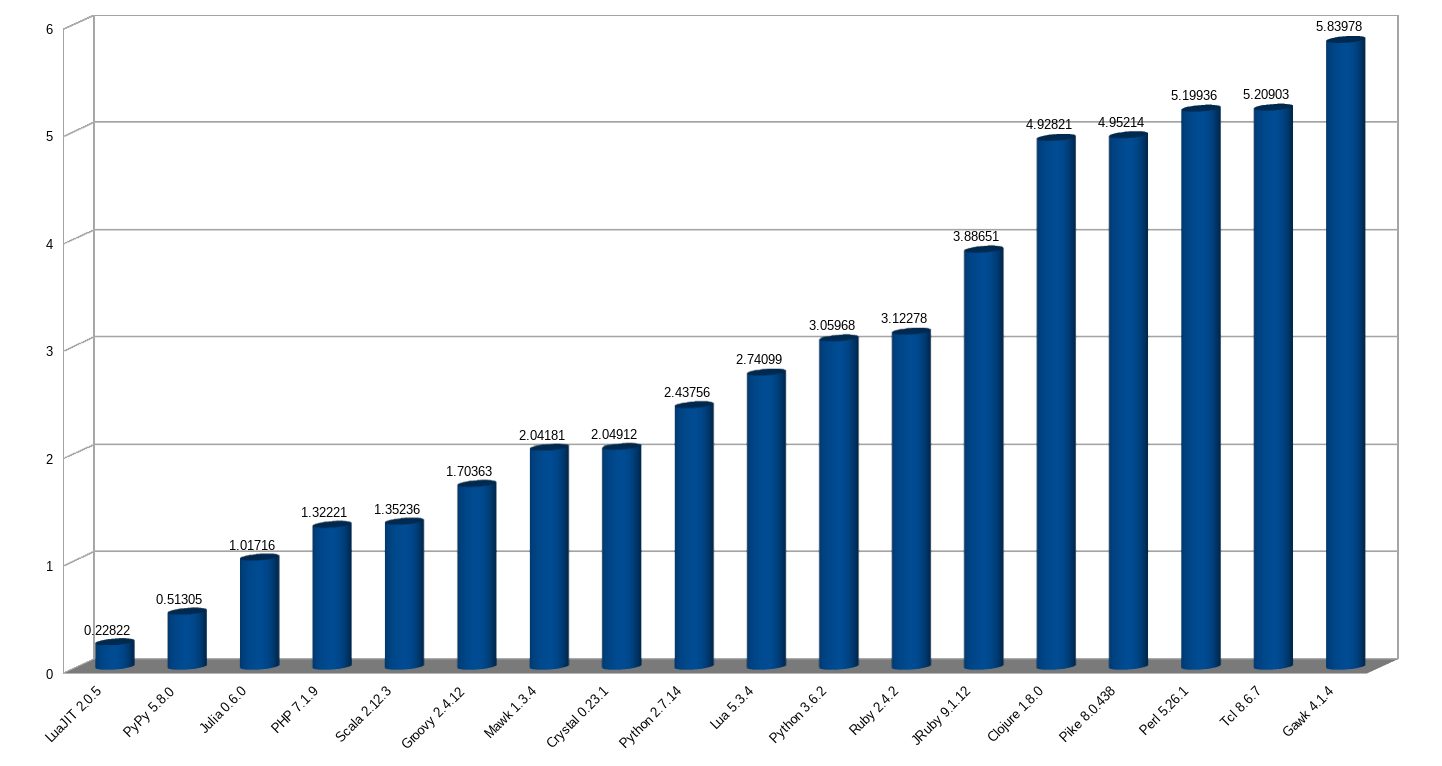 6
5
4
3
2
1
0
0.22822
0.51305
1.01716
1.32221
1.35236
1.70363
2.04181
2.04912
2.43756
2.74099
3.05968
3.12278
3.88651
4.92821
4.95214
5.19936
5.20903
5.83978
LuaJIT 2.0.5
PyPy 5.8.0
Julia 0.6.0
PHP 7.1.9
Scala 2.12.3
Groovy 2.4.12
Mawk 1.3.4
Crystal 0.23.1
Python 2.7.14
Lua 5.3.4
Python 3.6.2
Ruby 2.4.2
JRuby 9.1.12
Clojure 1.8.0
Pike 8.0.438
Perl 5.26.1
Tcl 8.6.7
Gawk 4.1.4